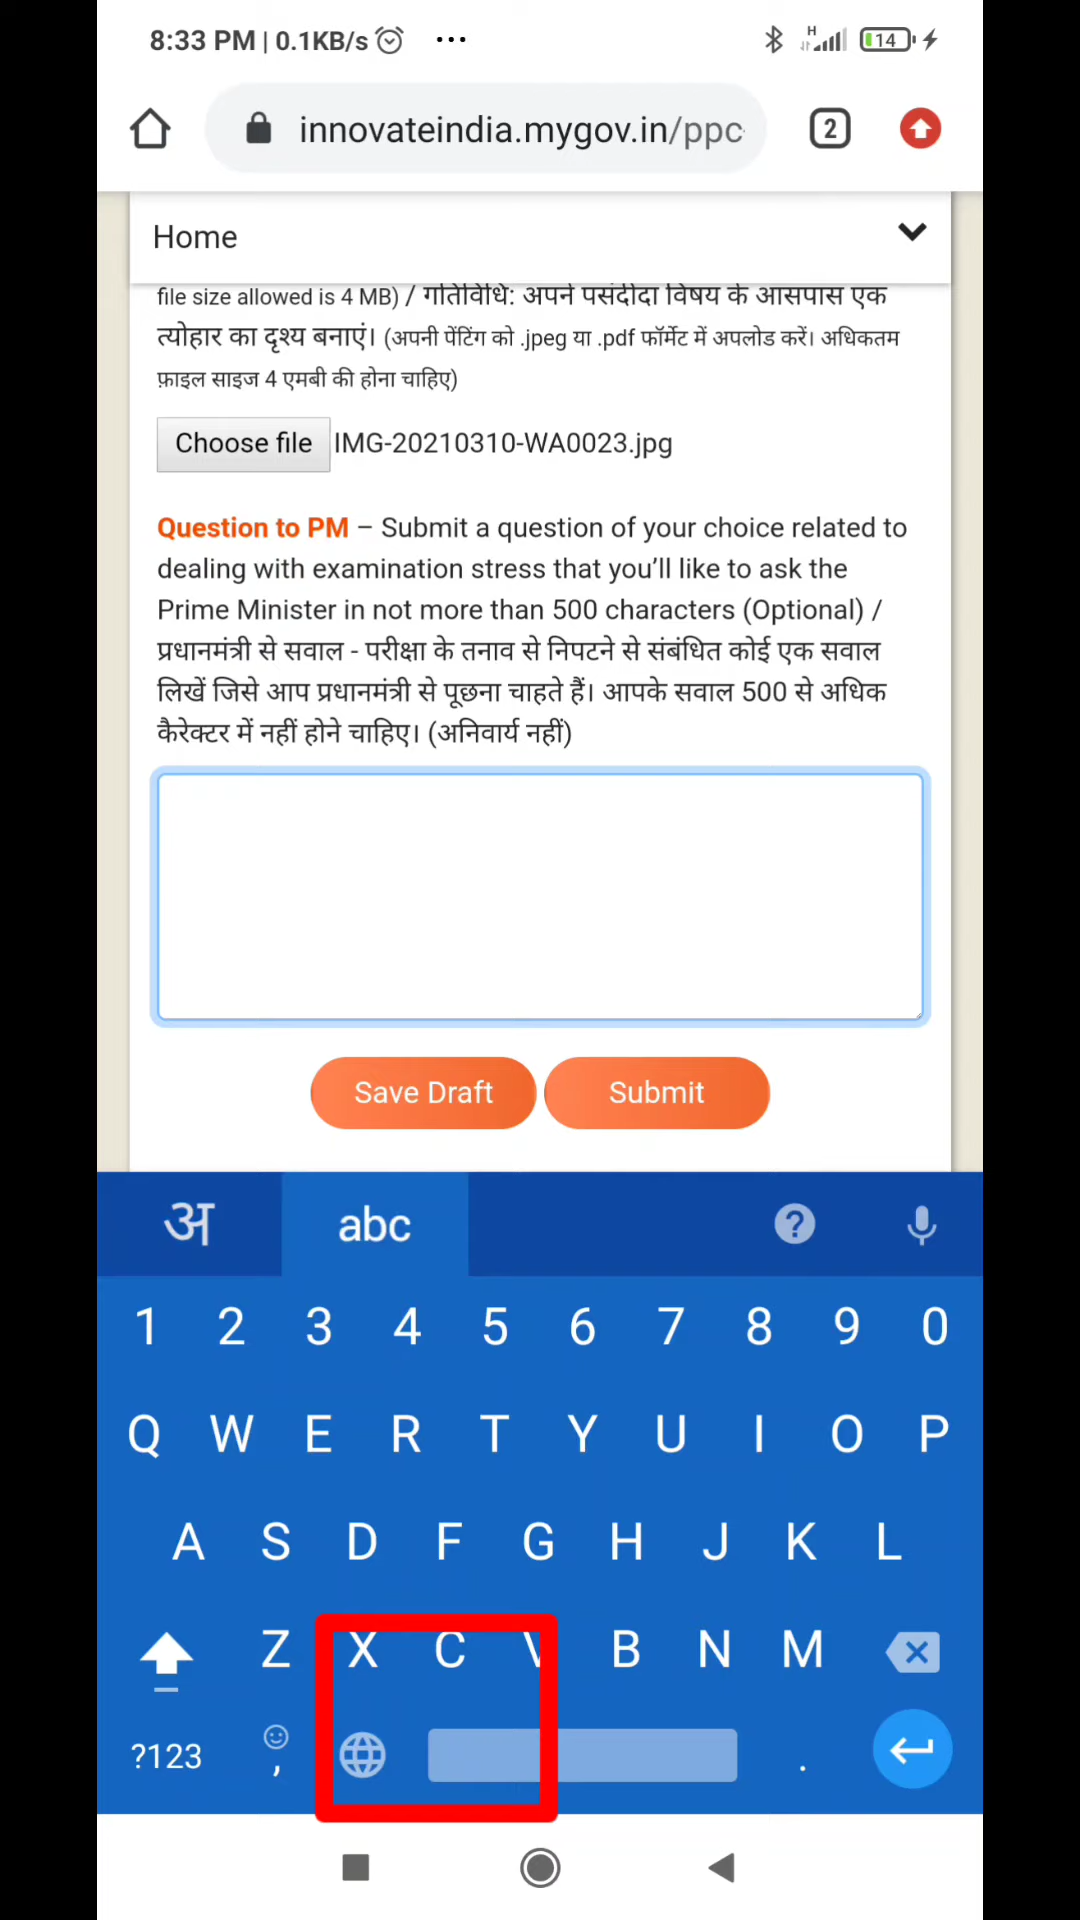 8:33 PM | 0.1KB/s ... H 14
innovateindia.mygov.in/ppc 2
Home
file size allowed is 4 MB) / गतिविधि: अपने पसंदीदा विषय के आसपास एक
त्योहार का दृश्य बनाएं। (अपनी पेंटिंग को .jpeg या .pdf फॉर्मेट में अपलोड करें। अधिकतम
फ़ाइल साइज 4 एमबी की होना चाहिए)
Choose file IMG-20210310-WA0023.jpg
Question to PM – Submit a question of your choice related to
dealing with examination stress that you’ll like to ask the
Prime Minister in not more than 500 characters (Optional) /
प्रधानमंत्री से सवाल - परीक्षा के तनाव से निपटने से संबंधित कोई एक सवाल
लिखें जिसे आप प्रधानमंत्री से पूछना चाहते हैं। आपके सवाल 500 से अधिक
कैरेक्टर में नहीं होने चाहिए। (अनिवार्य नहीं)
Save Draft Submit
अ abc ?
1 2 3 4 5 6 7 8 9 0
Q W E R T Y U I O P
A S D F G H J K L
Z X C V B N M
?123 , .